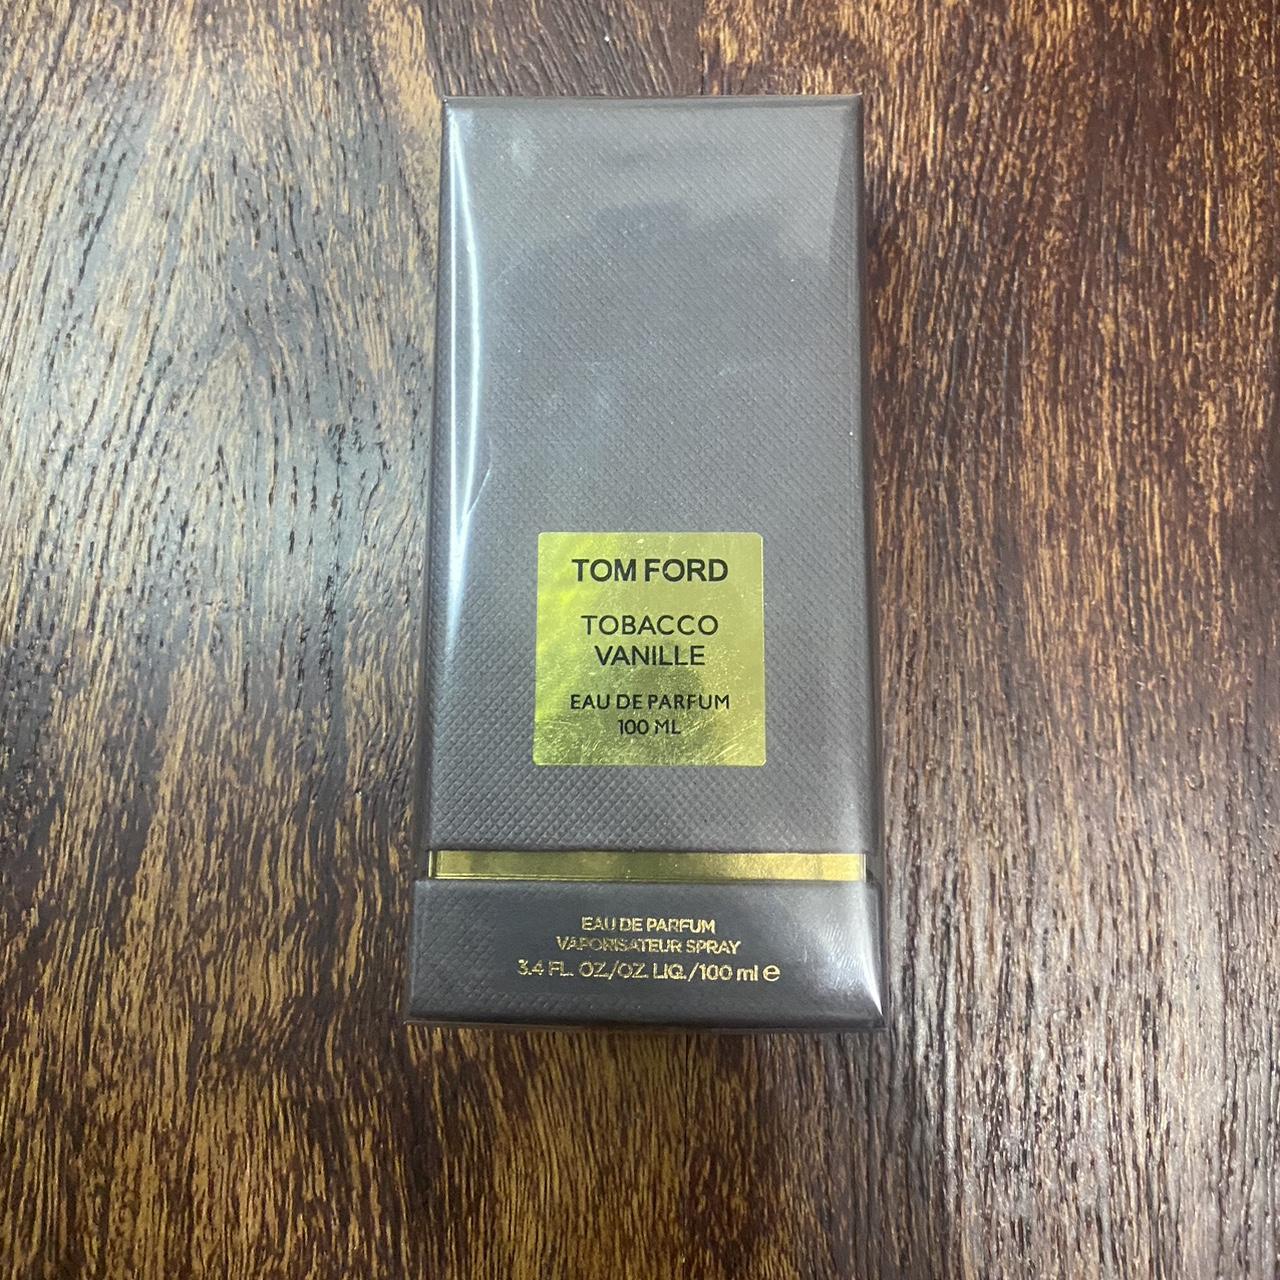 TOM FORD
TOBACCO
VANILLE
EAU DE PARFUM
100 ML
EAU DE PARFUM
VAPORISATEUR SPRAY
3.4 FL. OZ./OZ. LIQ./100 ml e